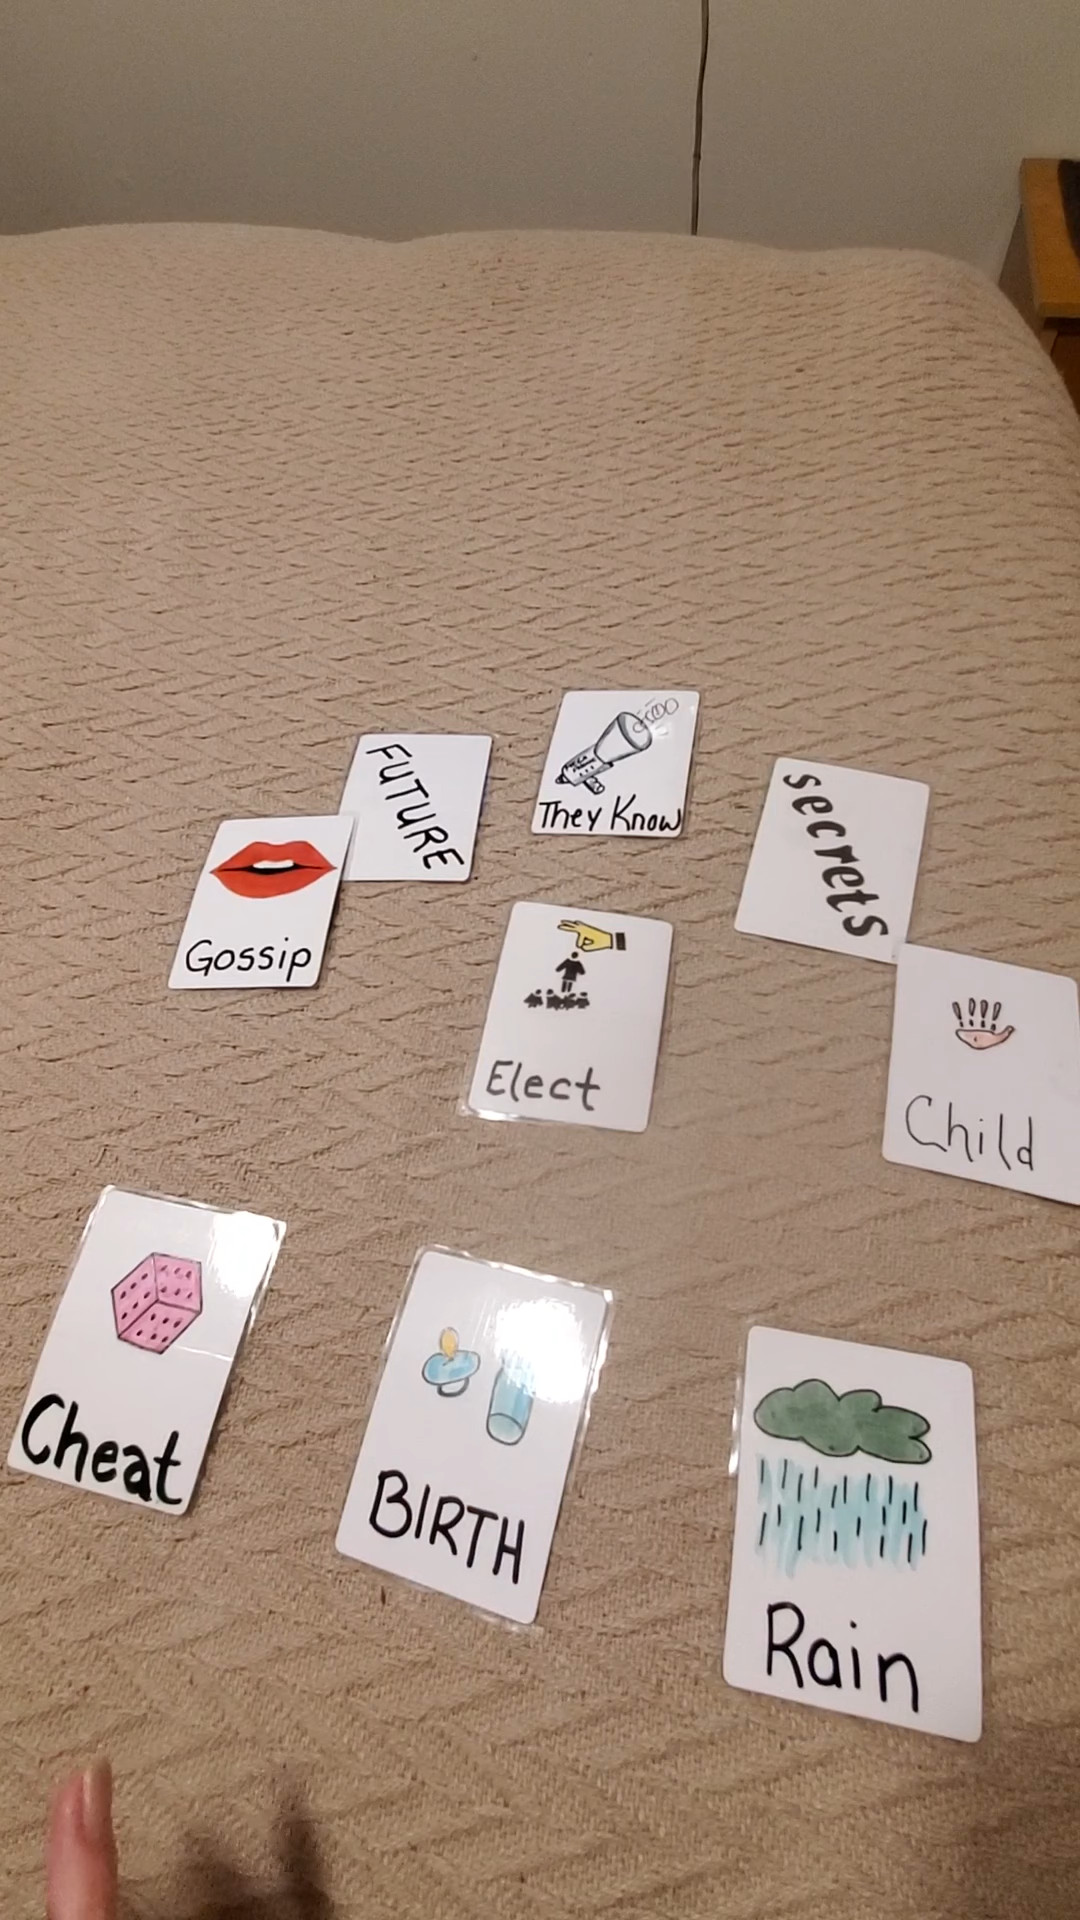 FUTURE
They Know
secrets
Gossip
Elect
Child
Cheat
BIRTH
Rain